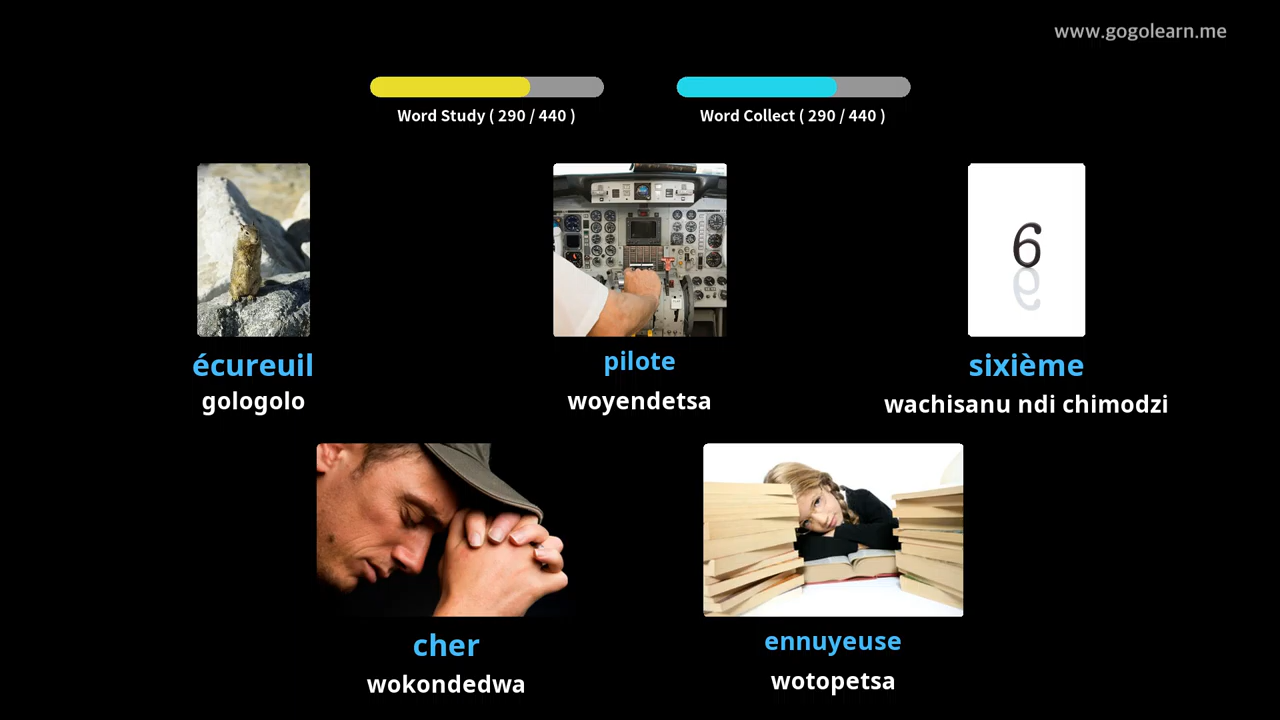 www.gogolearn.me
Word Study ( 290 / 440 )
Word Collect ( 290 / 440 )
6
écureuil
gologolo
pilote
woyendetsa
sixième
wachisanu ndi chimodzi
cher
wokondedwa
ennuyeuse
wotopetsa